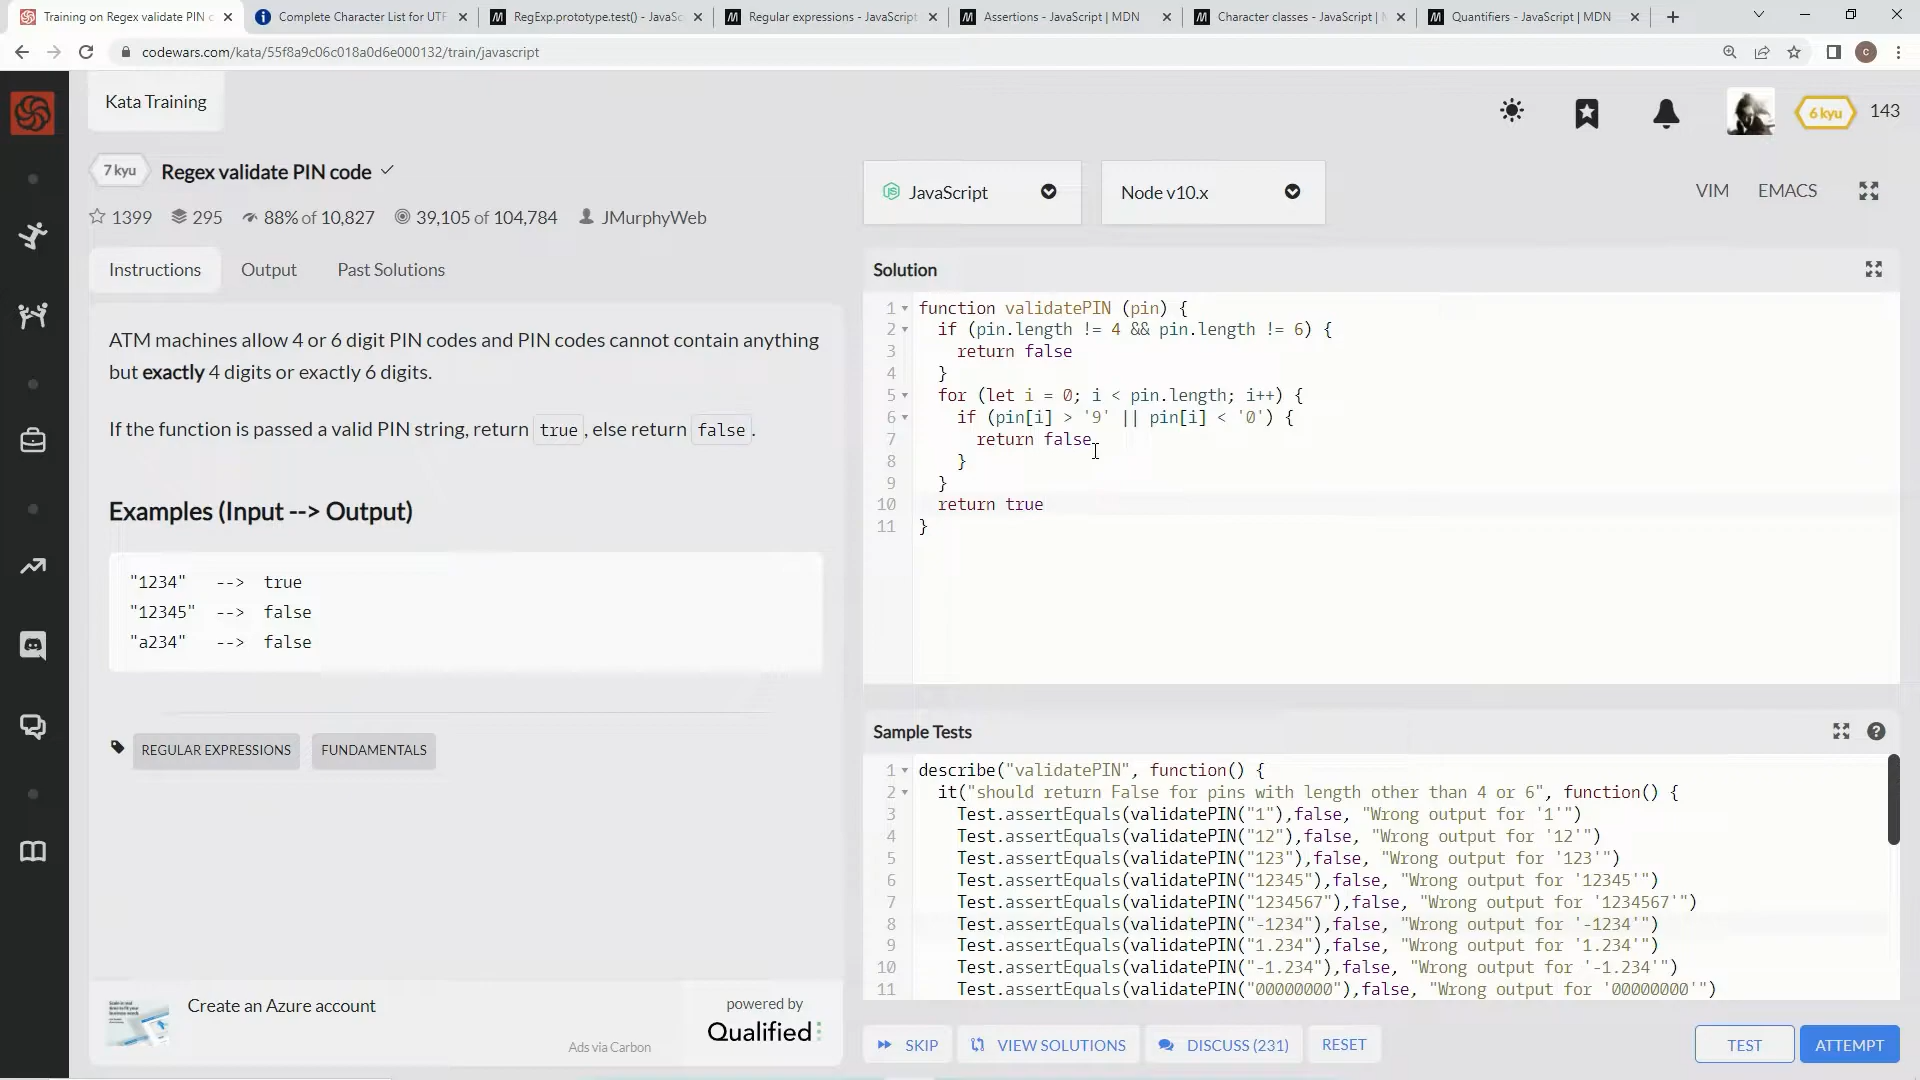 Training on Regex validate PIN c
Complete Character List for UTF
RegExp.prototype.test() - JavaSc
Regular expressions - JavaScript
Assertions - JavaScript | MDN
Character classes - JavaScript | M
Quantifiers - JavaScript | MDN
codewars.com/kata/55f8a9c06c018a0d6e000132/train/javascript
Kata Training
6 kyu
143
7 kyu
Regex validate PIN code
1399
295
88% of 10,827
39,105 of 104,784
JMurphyWeb
JavaScript
Node v10.x
VIM
EMACS
Instructions
Output
Past Solutions
ATM machines allow 4 or 6 digit PIN codes and PIN codes cannot contain anything
but exactly 4 digits or exactly 6 digits.
If the function is passed a valid PIN string, return true, else return false.
Examples (Input --> Output)
"1234" --> true
"12345" --> false
"a234" --> false
REGULAR EXPRESSIONS
FUNDAMENTALS
Create an Azure account
Ads via Carbon
powered by
Qualified
Solution
1 function validatePIN (pin) {
2 if (pin.length != 4 && pin.length != 6) {
3 return false
4 }
5 for (let i = 0; i < pin.length; i++) {
6 if (pin[i] > '9' || pin[i] < '0') {
7 return false
8 }
9 }
10 return true
11 }
Sample Tests
1 describe("validatePIN", function() {
2 it("should return False for pins with length other than 4 or 6", function() {
3 Test.assertEquals(validatePIN("1"),false, "Wrong output for '1'")
4 Test.assertEquals(validatePIN("12"),false, "Wrong output for '12'")
5 Test.assertEquals(validatePIN("123"),false, "Wrong output for '123'")
6 Test.assertEquals(validatePIN("12345"),false, "Wrong output for '12345'")
7 Test.assertEquals(validatePIN("1234567"),false, "Wrong output for '1234567'")
8 Test.assertEquals(validatePIN("-1234"),false, "Wrong output for '-1234'")
9 Test.assertEquals(validatePIN("1.234"),false, "Wrong output for '1.234'")
10 Test.assertEquals(validatePIN("-1.234"),false, "Wrong output for '-1.234'")
11 Test.assertEquals(validatePIN("00000000"),false, "Wrong output for '00000000'")
SKIP
VIEW SOLUTIONS
DISCUSS (231)
RESET
TEST
ATTEMPT